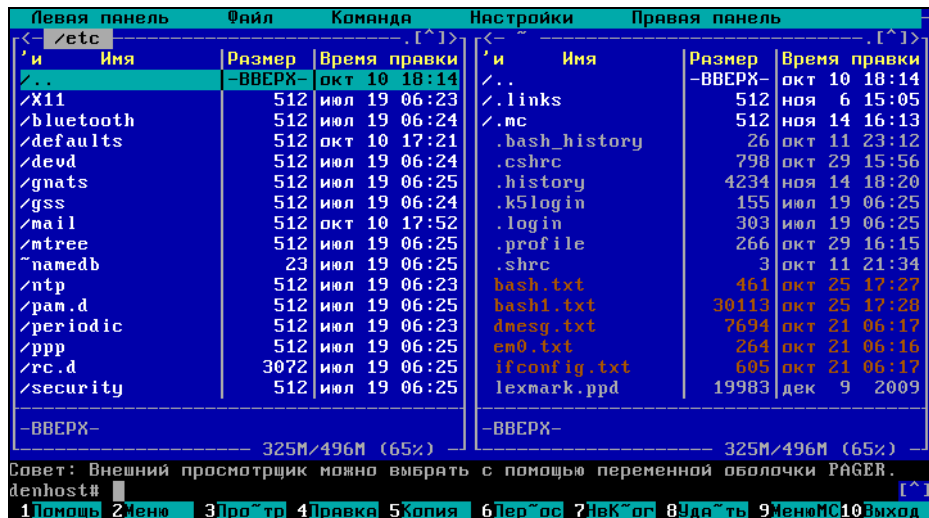 Левая панель Файл Команда Настройки Правая панель
<- /etc .[^]> <- ~ .[^]>
'и Имя Размер Время правки 'и Имя Размер Время правки
/.. -ВВЕРХ- окт 10 18:14 /.. -ВВЕРХ- окт 10 18:14
/X11 512 июл 19 06:23 /.links 512 ноя 6 15:05
/bluetooth 512 июл 19 06:24 /.mc 512 ноя 14 16:13
/defaults 512 окт 10 17:21 .bash_history 26 окт 11 23:12
/devd 512 июл 19 06:24 .cshrc 798 окт 29 15:56
/gnats 512 июл 19 06:25 .history 4234 ноя 14 18:20
/gss 512 июл 19 06:24 .k5login 155 июл 19 06:25
/mail 512 окт 10 17:52 .login 303 июл 19 06:25
/mtree 512 июл 19 06:25 .profile 266 окт 29 16:15
~namedb 23 июл 19 06:25 .shrc 3 окт 11 21:34
/ntp 512 июл 19 06:23 bash.txt 461 окт 25 17:27
/pam.d 512 июл 19 06:25 bash1.txt 30113 окт 25 17:28
/periodic 512 июл 19 06:23 dmesg.txt 7694 окт 21 06:17
/ppp 512 июл 19 06:25 em0.txt 264 окт 21 06:16
/rc.d 3072 июл 19 06:25 ifconfig.txt 605 окт 21 06:17
/security 512 июл 19 06:25 lexmark.ppd 19983 дек 9 2009
-ВВЕРХ- -ВВЕРХ-
325M/496M (65%) 325M/496M (65%)
Совет: Внешний просмотрщик можно выбрать с помощью переменной оболочки PAGER.
denhost# [^]
1Помощь 2Меню 3Про~тр 4Правка 5Копия 6Пер~ос 7НвК~ог 8Уда~ть 9МенюMC 10Выход